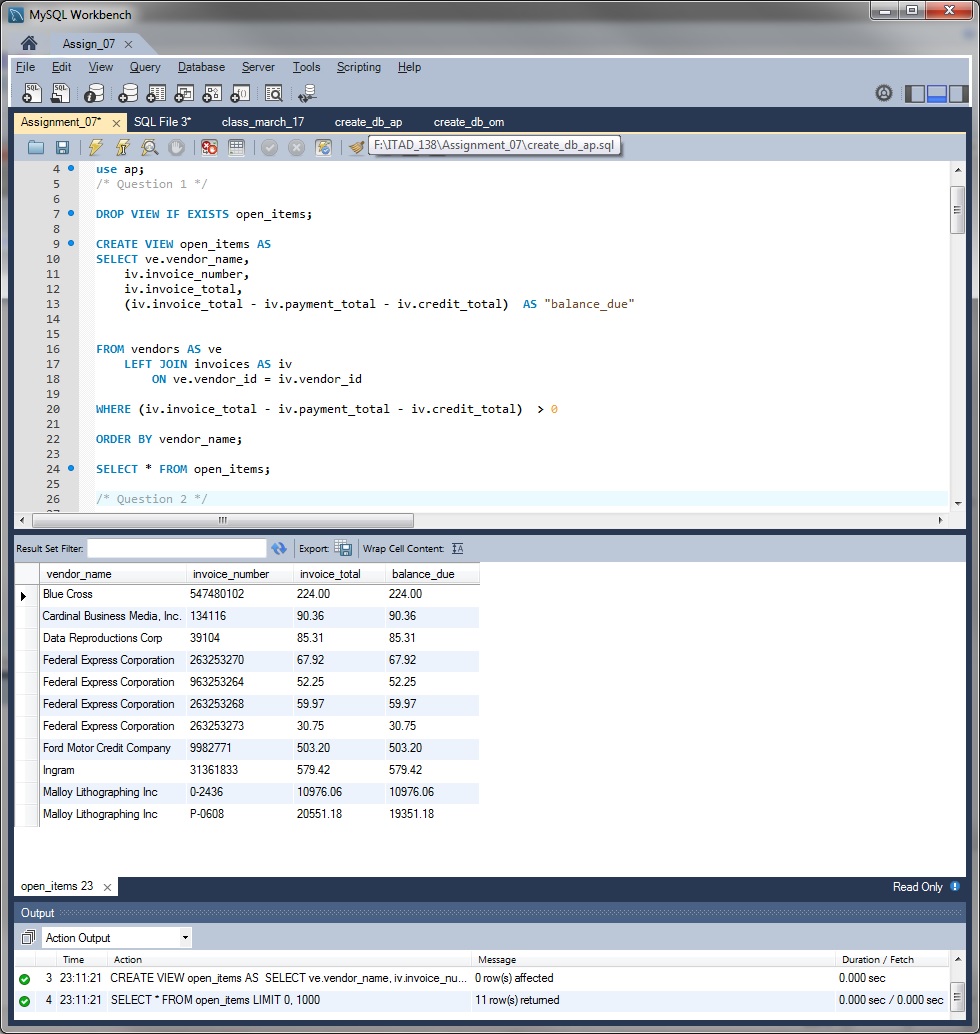 MySQL Workbench
Assign_07
File Edit View Query Database Server Tools Scripting Help
Assignment_07* SQL File 3* class_march_17 create_db_ap create_db_om
F:\ITAD_138\Assignment_07\create_db_ap.sql
4 use ap;
5 /* Question 1 */
6
7 DROP VIEW IF EXISTS open_items;
8
9 CREATE VIEW open_items AS
10 SELECT ve.vendor_name,
11 iv.invoice_number,
12 iv.invoice_total,
13 (iv.invoice_total - iv.payment_total - iv.credit_total) AS "balance_due"
14
15
16 FROM vendors AS ve
17 LEFT JOIN invoices AS iv
18 ON ve.vendor_id = iv.vendor_id
19
20 WHERE (iv.invoice_total - iv.payment_total - iv.credit_total) > 0
21
22 ORDER BY vendor_name;
23
24 SELECT * FROM open_items;
25
26 /* Question 2 */
Result Set Filter: Export: Wrap Cell Content:
vendor_name invoice_number invoice_total balance_due
Blue Cross 547480102 224.00 224.00
Cardinal Business Media, Inc. 134116 90.36 90.36
Data Reproductions Corp 39104 85.31 85.31
Federal Express Corporation 263253270 67.92 67.92
Federal Express Corporation 963253264 52.25 52.25
Federal Express Corporation 263253268 59.97 59.97
Federal Express Corporation 263253273 30.75 30.75
Ford Motor Credit Company 9982771 503.20 503.20
Ingram 31361833 579.42 579.42
Malloy Lithographing Inc 0-2436 10976.06 10976.06
Malloy Lithographing Inc P-0608 20551.18 19351.18
open_items 23 Read Only
Output
Action Output
Time Action Message Duration / Fetch
3 23:11:21 CREATE VIEW open_items AS SELECT ve.vendor_name, iv.invoice_nu... 0 row(s) affected 0.000 sec
4 23:11:21 SELECT * FROM open_items LIMIT 0, 1000 11 row(s) returned 0.000 sec / 0.000 sec